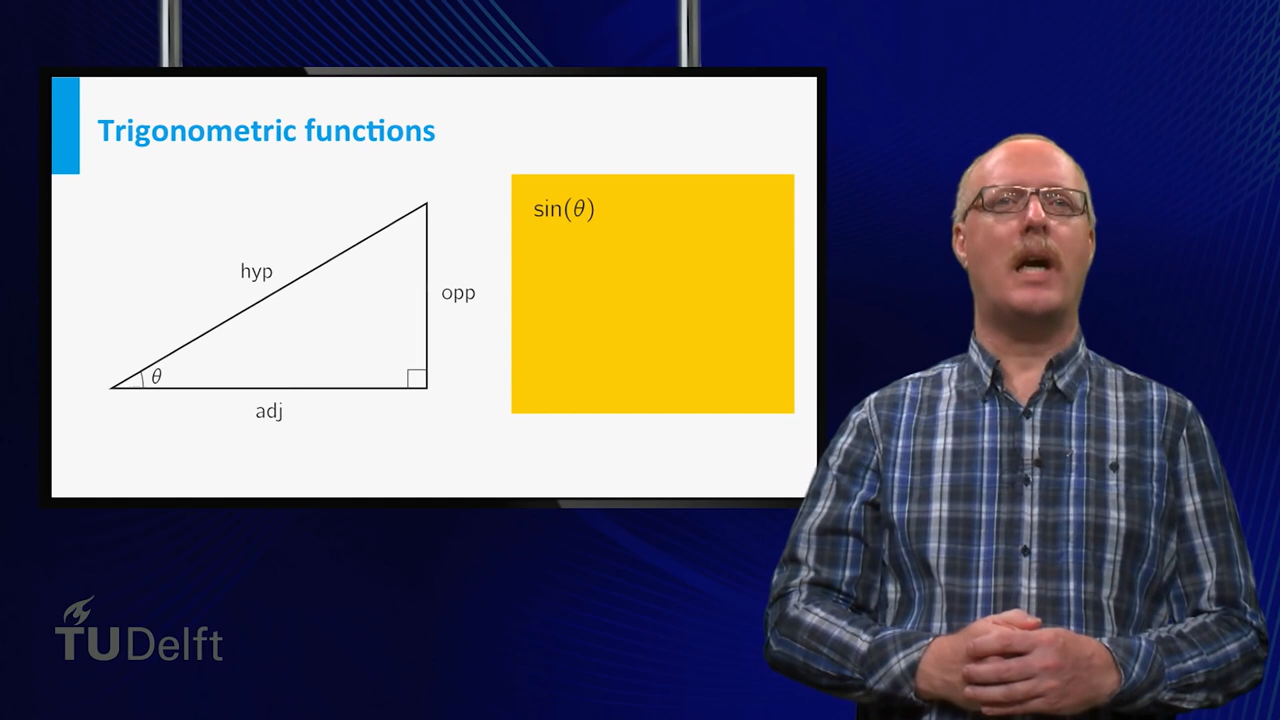 Trigonometric functions
hyp
sin(θ)
opp
θ
adj
TUDelft